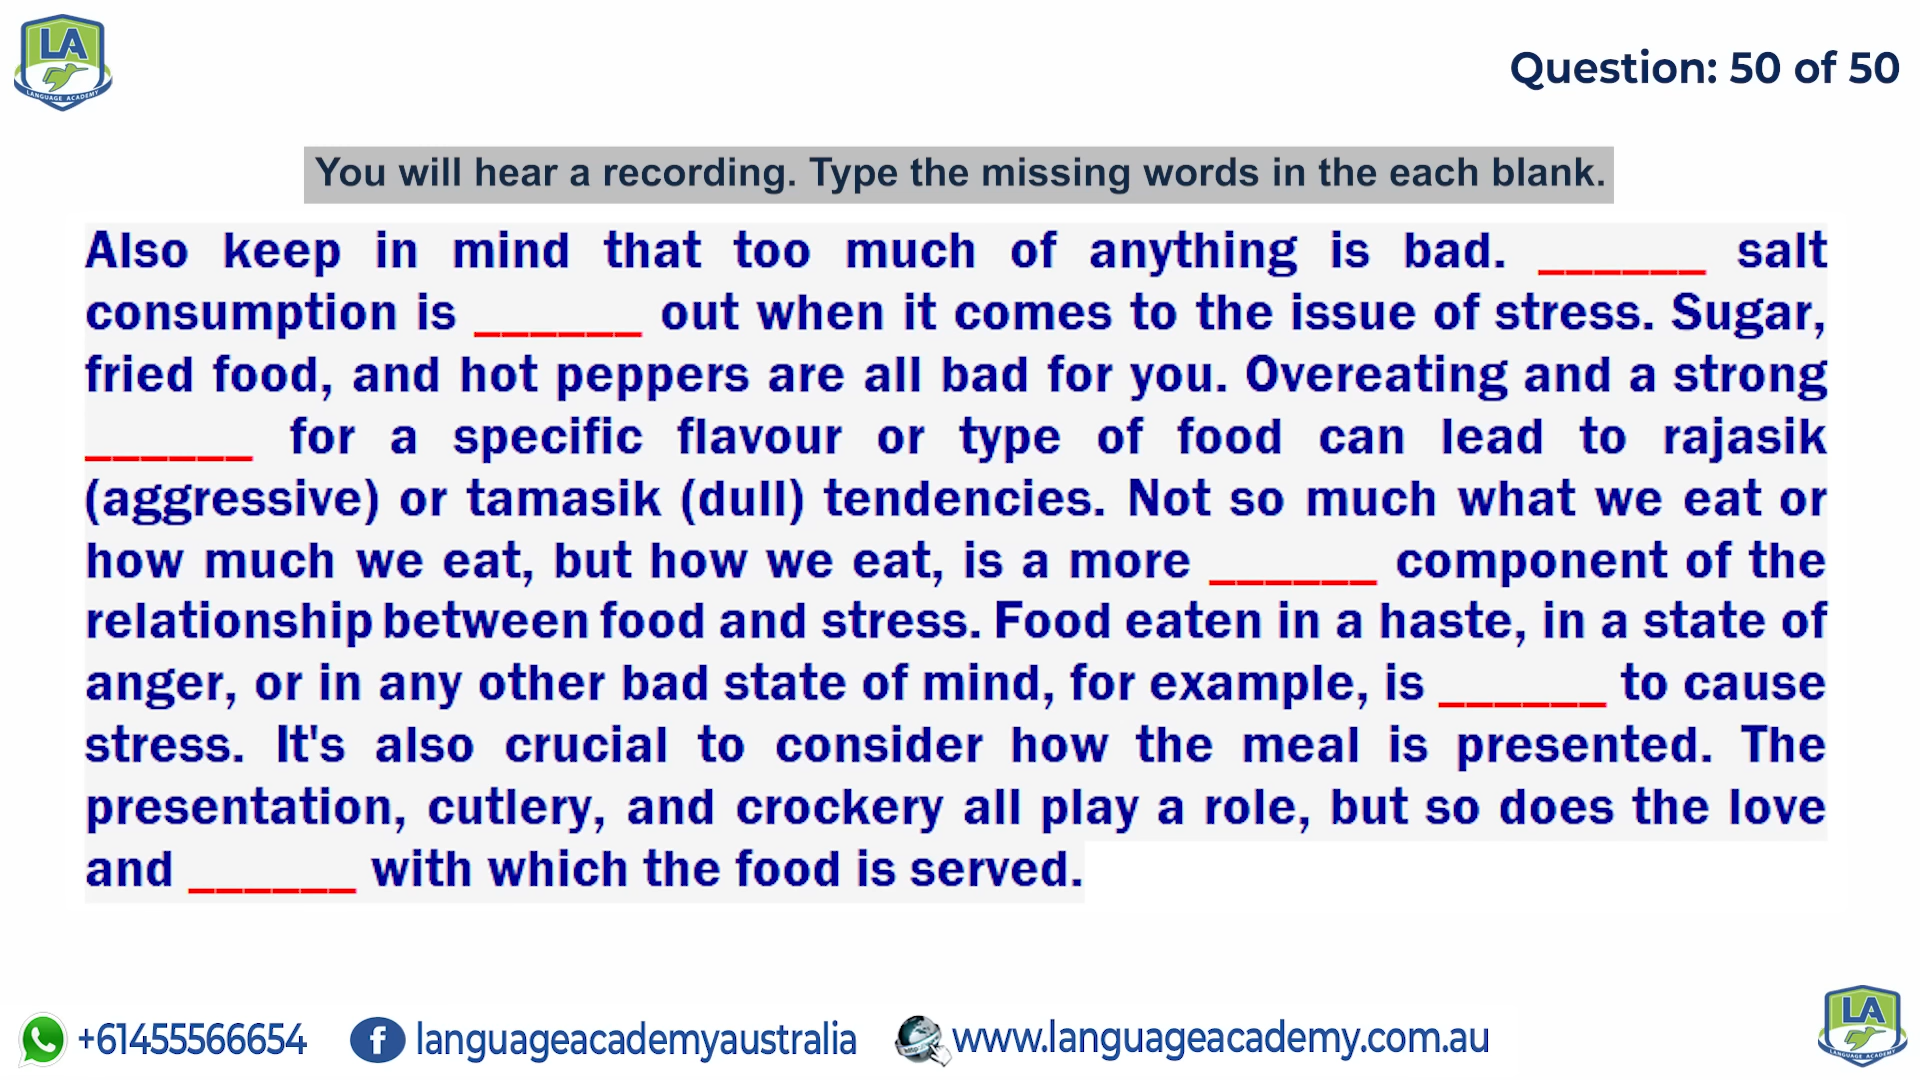 LA
LANGUAGE ACADEMY
Question: 50 of 50
You will hear a recording. Type the missing words in the each blank.
Also keep in mind that too much of anything is bad. ______ salt
consumption is ______ out when it comes to the issue of stress. Sugar,
fried food, and hot peppers are all bad for you. Overeating and a strong
______ for a specific flavour or type of food can lead to rajasik
(aggressive) or tamasik (dull) tendencies. Not so much what we eat or
how much we eat, but how we eat, is a more ______ component of the
relationship between food and stress. Food eaten in a haste, in a state of
anger, or in any other bad state of mind, for example, is ______ to cause
stress. It's also crucial to consider how the meal is presented. The
presentation, cutlery, and crockery all play a role, but so does the love
and ______ with which the food is served.
+61455566654
f languageacademyaustralia
www.languageacademy.com.au
LA
LANGUAGE ACADEMY